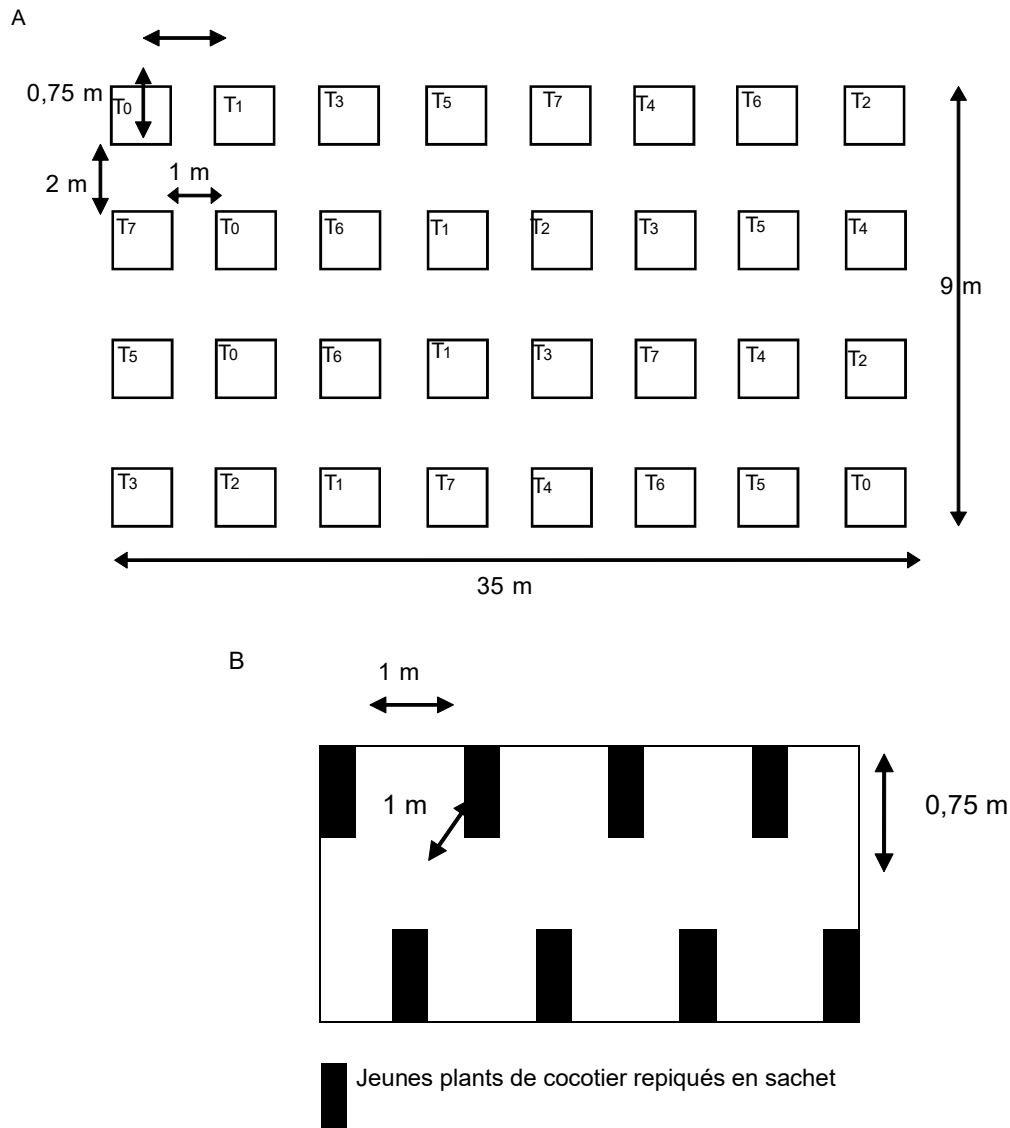 A
0,75 m
T0 T1 T3 T5 T7 T4 T6 T2
2 m
1 m
T7 T0 T6 T1 T2 T3 T5 T4
9 m
T5 T0 T6 T1 T3 T7 T4 T2
T3 T2 T1 T7 T4 T6 T5 T0
35 m
B
1 m
1 m
0,75 m
Jeunes plants de cocotier repiqués en sachet